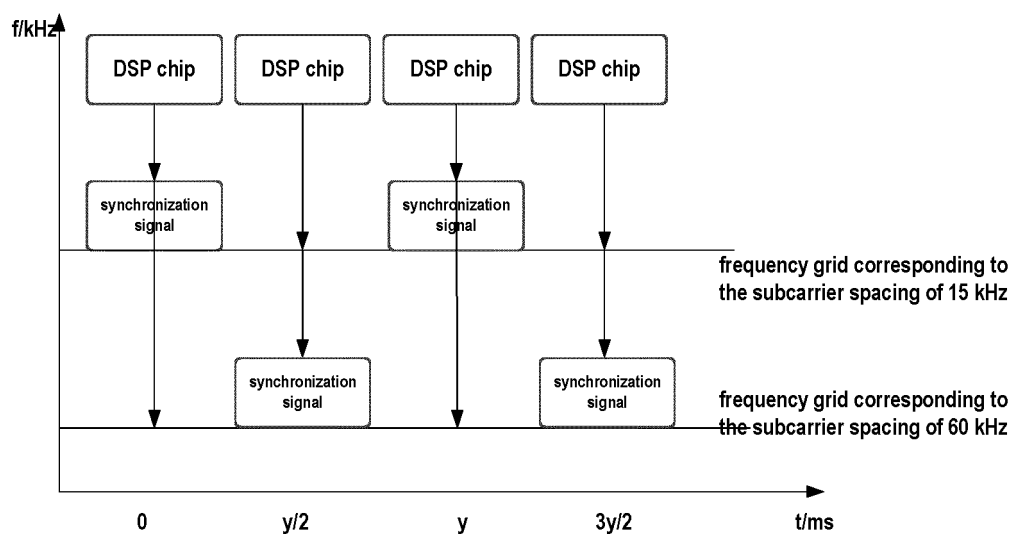 f/kHz
DSP chip DSP chip DSP chip DSP chip
synchronization
signal
synchronization
signal
frequency grid corresponding to
the subcarrier spacing of 15 kHz
synchronization
signal
synchronization
signal
frequency grid corresponding to
the subcarrier spacing of 60 kHz
0 y/2 y 3y/2 t/ms